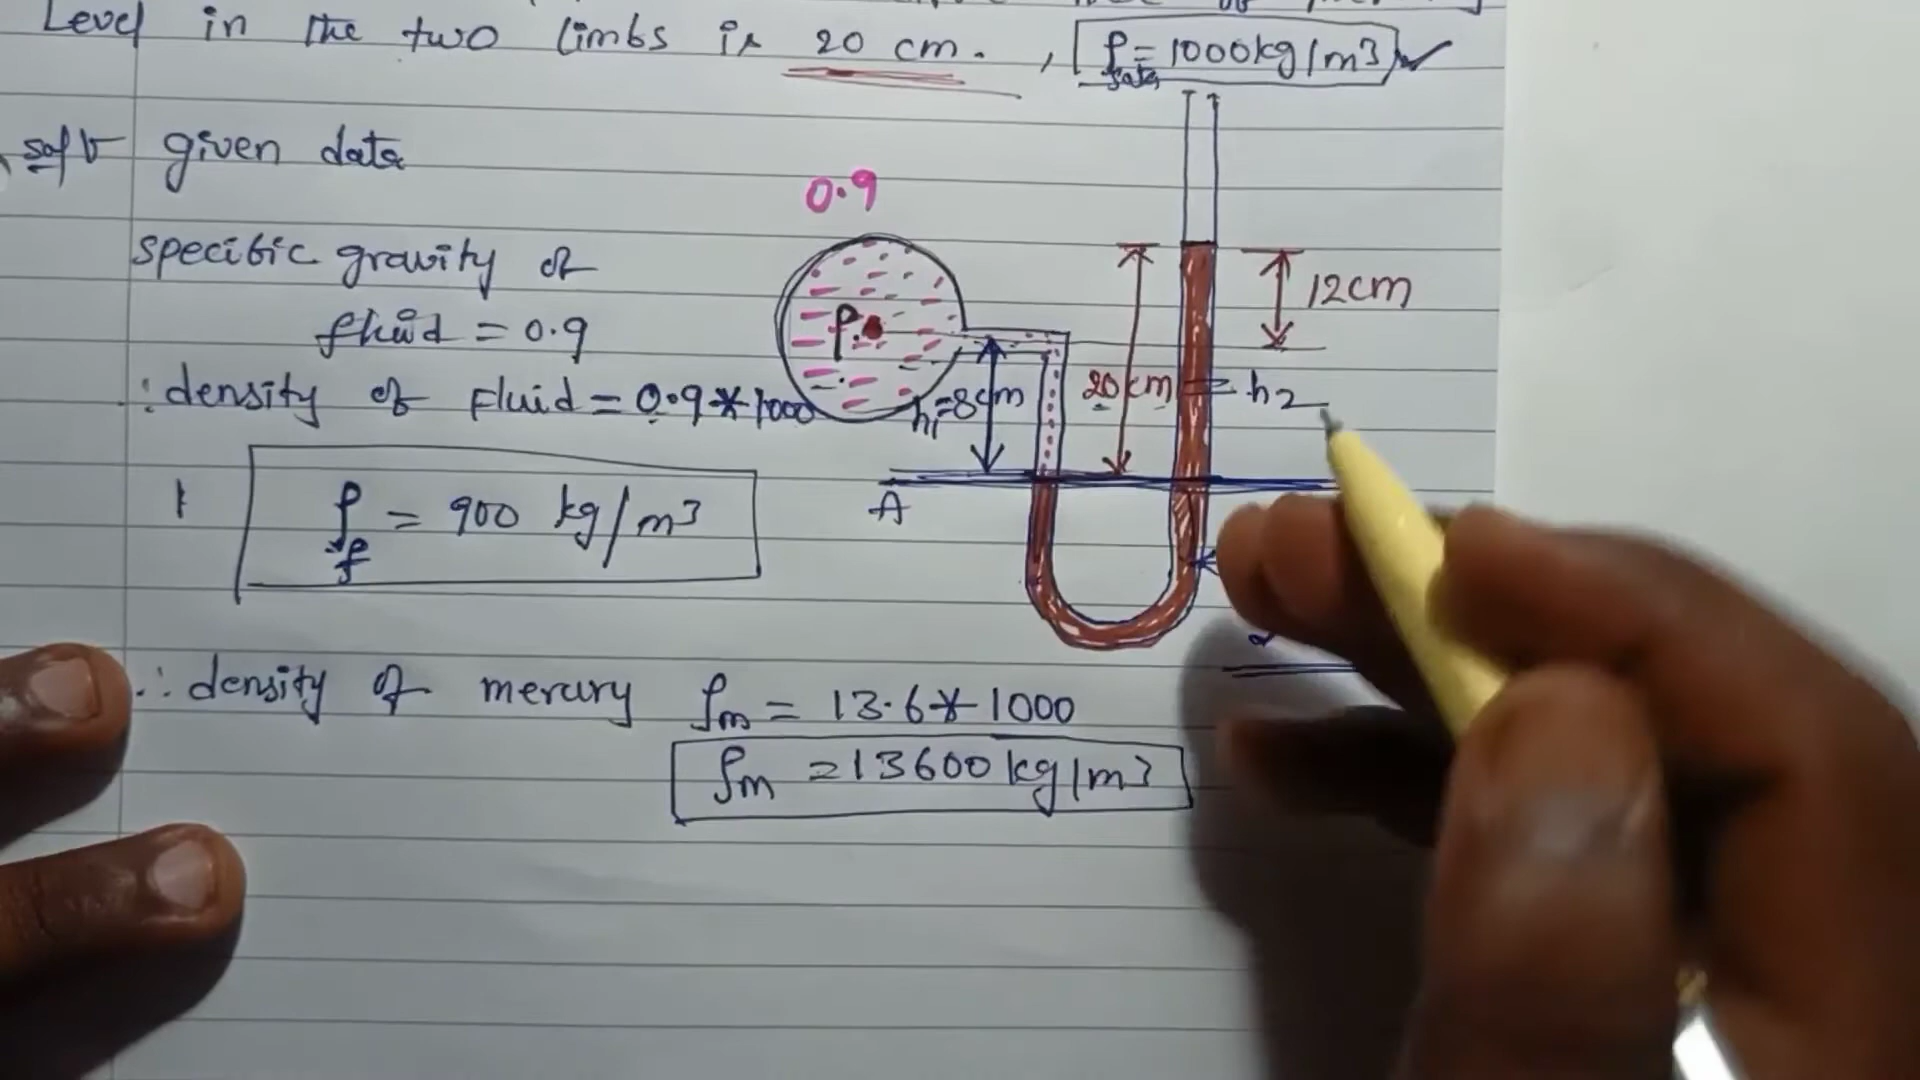 Level in the two limbs is 20 cm. , ρ = 1000kg/m3 ✓
given data
0.9
specific gravity of
fluid = 0.9
12cm
P.
∴ density of Fluid = 0.9*1000
h1=8cm
20 cm
= h2
A
ρf = 900 kg/m3
∴ density of mercury ρm = 13.6*1000
ρm = 13600 kg/m3